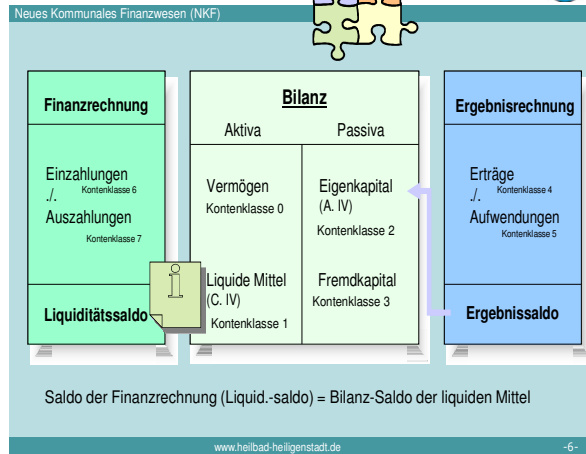 Neues Kommunales Finanzwesen (NKF)
Finanzrechnung
Einzahlungen
./. Kontenklasse 6
Auszahlungen
Kontenklasse 7
Liquiditätssaldo
Bilanz
Aktiva Passiva
Vermögen
Kontenklasse 0
Liquide Mittel
(C. IV)
Kontenklasse 1
Eigenkapital
(A. IV)
Kontenklasse 2
Fremdkapital
Kontenklasse 3
Ergebnisrechnung
Erträge
./. Kontenklasse 4
Aufwendungen
Kontenklasse 5
Ergebnissaldo
i
Saldo der Finanzrechnung (Liquid.-saldo) = Bilanz-Saldo der liquiden Mittel
www.heilbad-heiligenstadt.de -6-